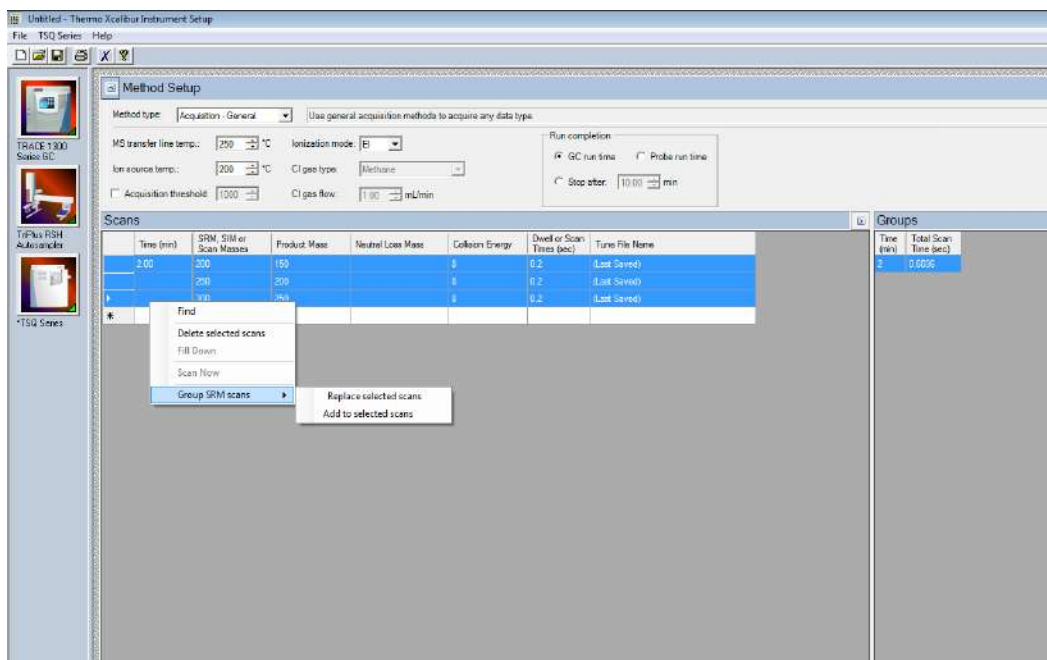 Untitled - Thermo Xcalibur Instrument Setup
File TSQ Series Help
Method Setup
Method type: Acquisition - General Use general acquisition methods to acquire any data type.
MS transfer line temp.: 250 °C Ionization mode: EI
Ion source temp.: 200 °C CI gas type: Methane
Acquisition threshold: 1000 CI gas flow: 1.00 mL/min
Run completion
GC run time Probe run time
Stop after: 10.00 min
TRACE 1300
Series GC
TriPlus RSH
Autosampler
*TSQ Series
Scans
Time (min) SRM, SIM or Scan Masses Product Mass Neutral Loss Mass Collision Energy Dwell or Scan Times (sec) Tune File Name
2.00 200 150 0.2 (Last Saved)
250 200 0.2 (Last Saved)
300 250 0.2 (Last Saved)
*
Groups
Time (min) Total Scan Time (sec)
2 0.6036
Find
Delete selected scans
Fill Down
Scan Now
Group SRM scans
Replace selected scans
Add to selected scans